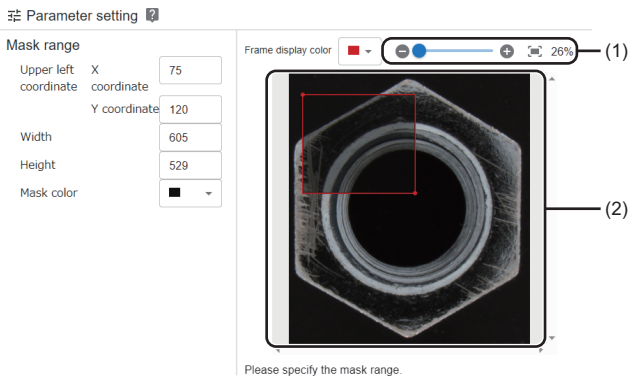 Parameter setting ?
Mask range
Upper left coordinate X coordinate 75
Y coordinate 120
Width 605
Height 529
Mask color
Frame display color 26% (1)
(2)
Please specify the mask range.